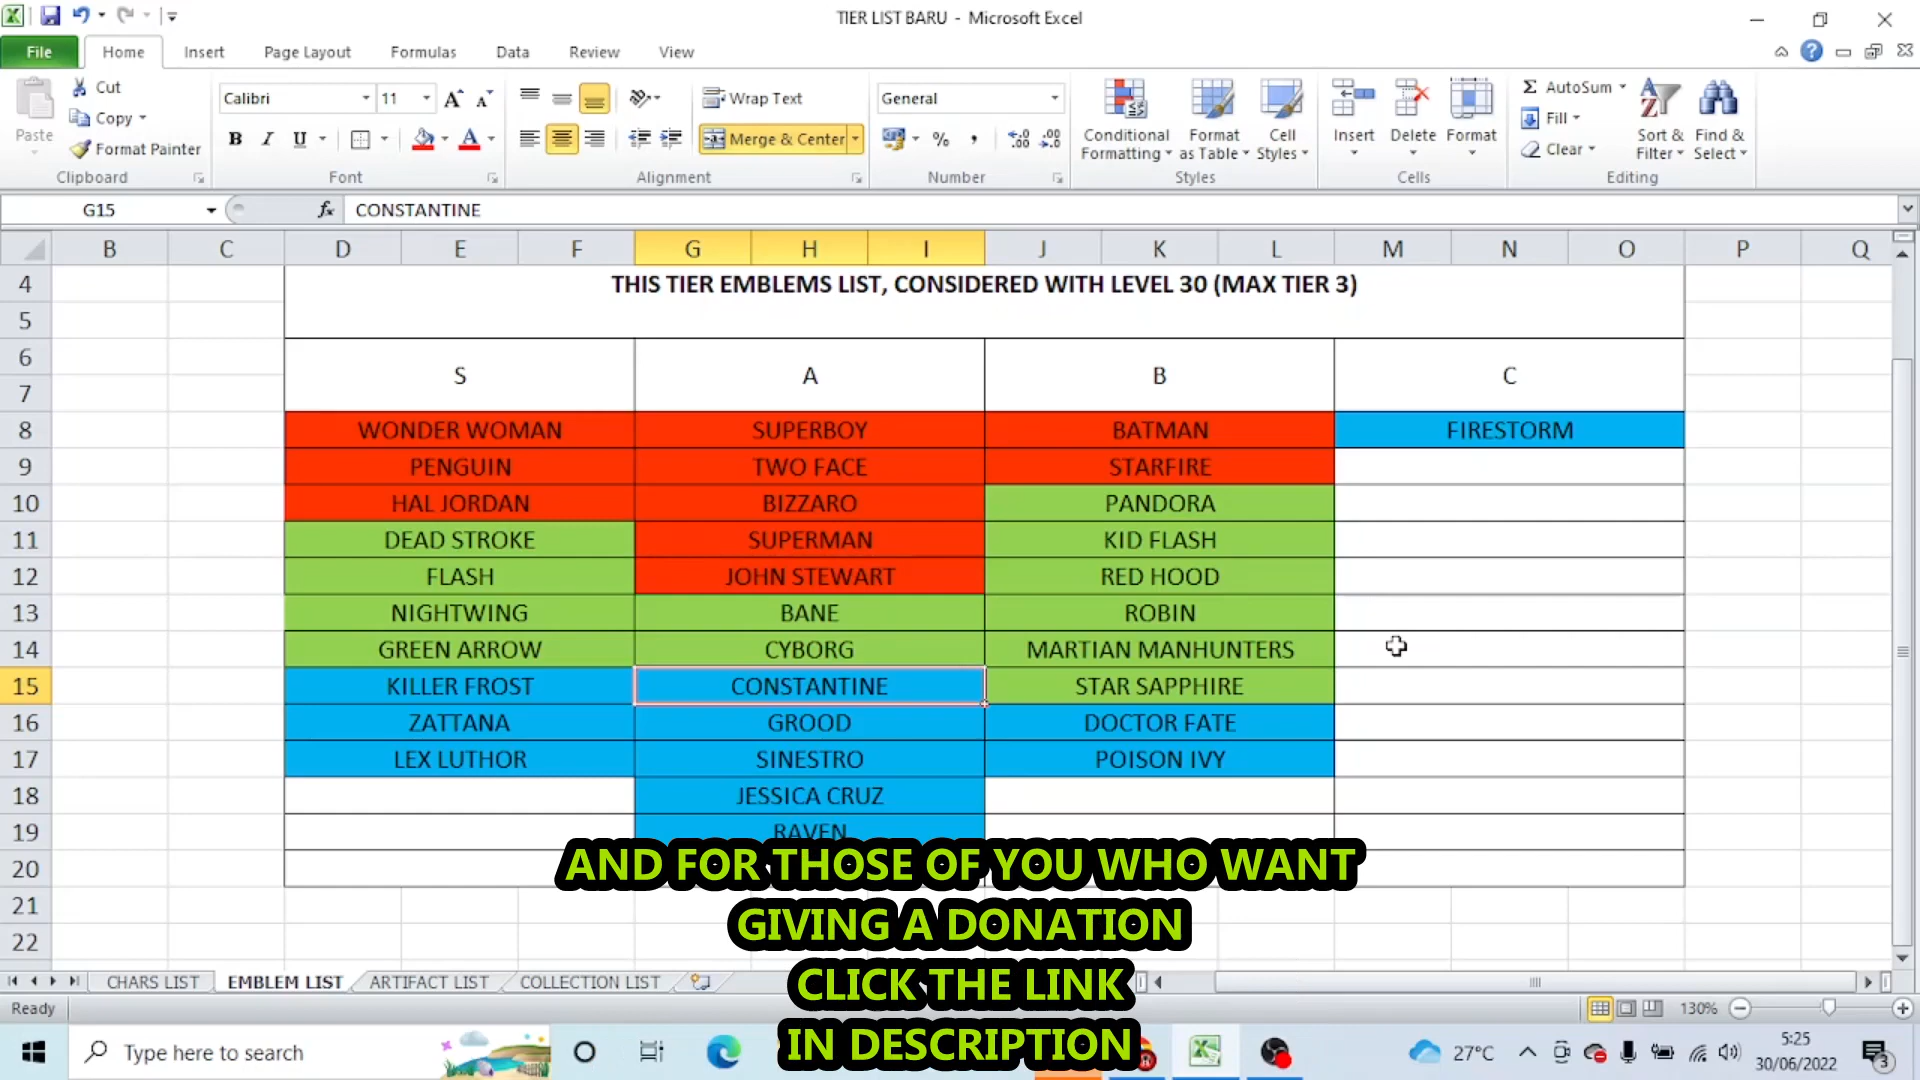 TIER LIST BARU - Microsoft Excel
File Home Insert Page Layout Formulas Data Review View
Paste
Cut
Copy
Format Painter
Clipboard
Calibri 11
B I U
Font
Wrap Text
Merge & Center
Alignment
General
% ,
Number
Conditional Formatting
Format as Table
Cell Styles
Styles
Insert Delete Format
Cells
AutoSum
Fill
Clear
Sort & Filter
Find & Select
Editing
G15 fx CONSTANTINE
B C D E F G H I J K L M N O P Q
4 THIS TIER EMBLEMS LIST, CONSIDERED WITH LEVEL 30 (MAX TIER 3)
5
6
S A B C
7
8 WONDER WOMAN SUPERBOY BATMAN FIRESTORM
9 PENGUIN TWO FACE STARFIRE
10 HAL JORDAN BIZZARO PANDORA
11 DEAD STROKE SUPERMAN KID FLASH
12 FLASH JOHN STEWART RED HOOD
13 NIGHTWING BANE ROBIN
14 GREEN ARROW CYBORG MARTIAN MANHUNTERS
15 KILLER FROST CONSTANTINE STAR SAPPHIRE
16 ZATTANA GROOD DOCTOR FATE
17 LEX LUTHOR SINESTRO POISON IVY
18 JESSICA CRUZ
19 RAVEN
20
21
22
AND FOR THOSE OF YOU WHO WANT
GIVING A DONATION
CLICK THE LINK
IN DESCRIPTION
CHARS LIST EMBLEM LIST ARTIFACT LIST COLLECTION LIST
Ready 130%
Type here to search
27°C
5:25
30/06/2022
3